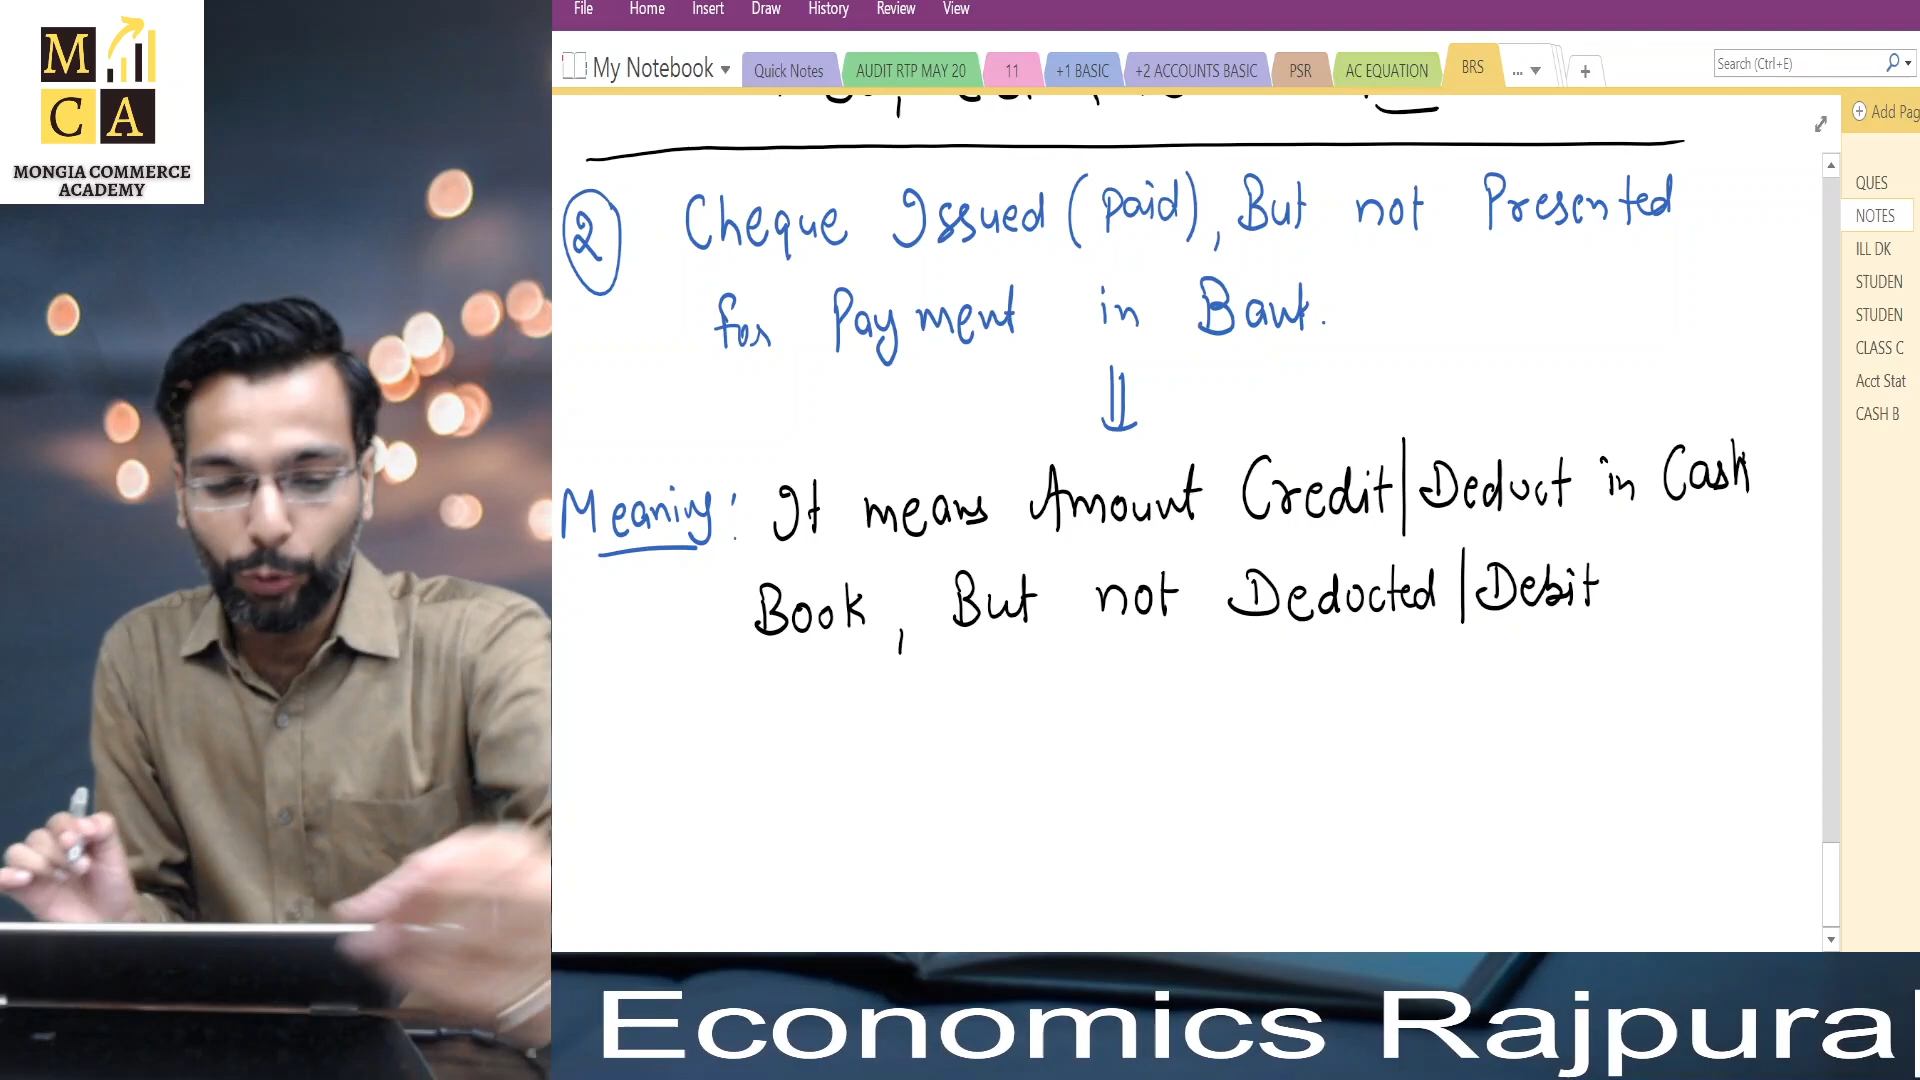 M
C A
MONGIA COMMERCE
ACADEMY
File Home Insert Draw History Review View
My Notebook Quick Notes AUDIT RTP MAY 20 11 +1 BASIC +2 ACCOUNTS BASIC PSR AC EQUATION BRS ... +
Search (Ctrl+E)
Add Pag
QUES
NOTES
ILL DK
STUDEN
STUDEN
CLASS C
Acct Stat
CASH B
2 Cheque Issued (paid), But not Presented
for Payment in Bank.
Meaning: It means Amount Credit|Deduct in Cash
Book, But not Deducted|Debit
Economics Rajpura|